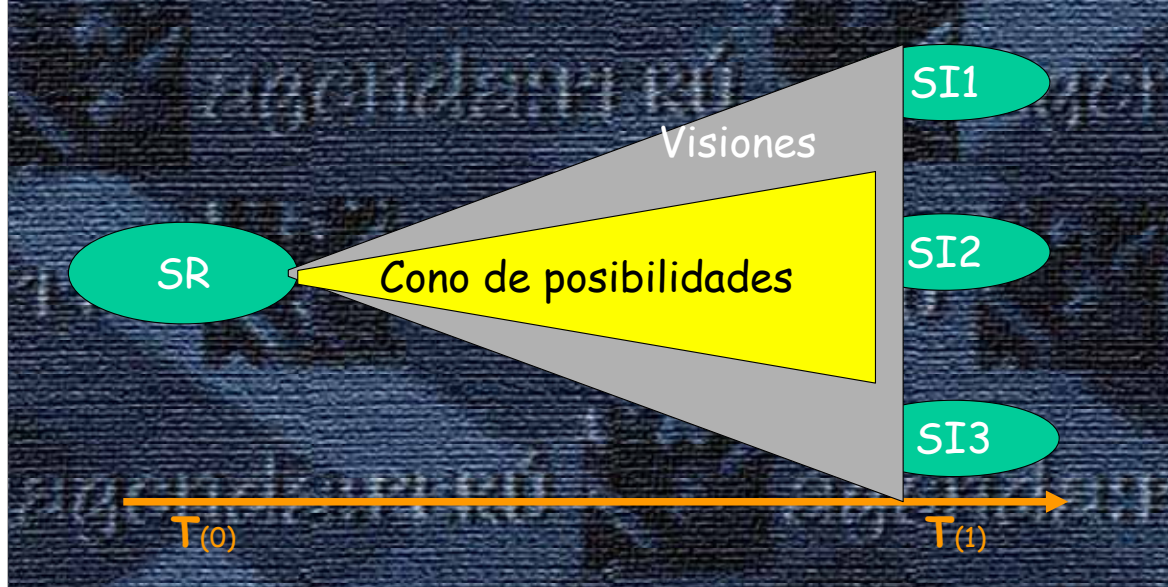 SI1
Visiones
SI2
SR
Cono de posibilidades
SI3
T(0)
T(1)